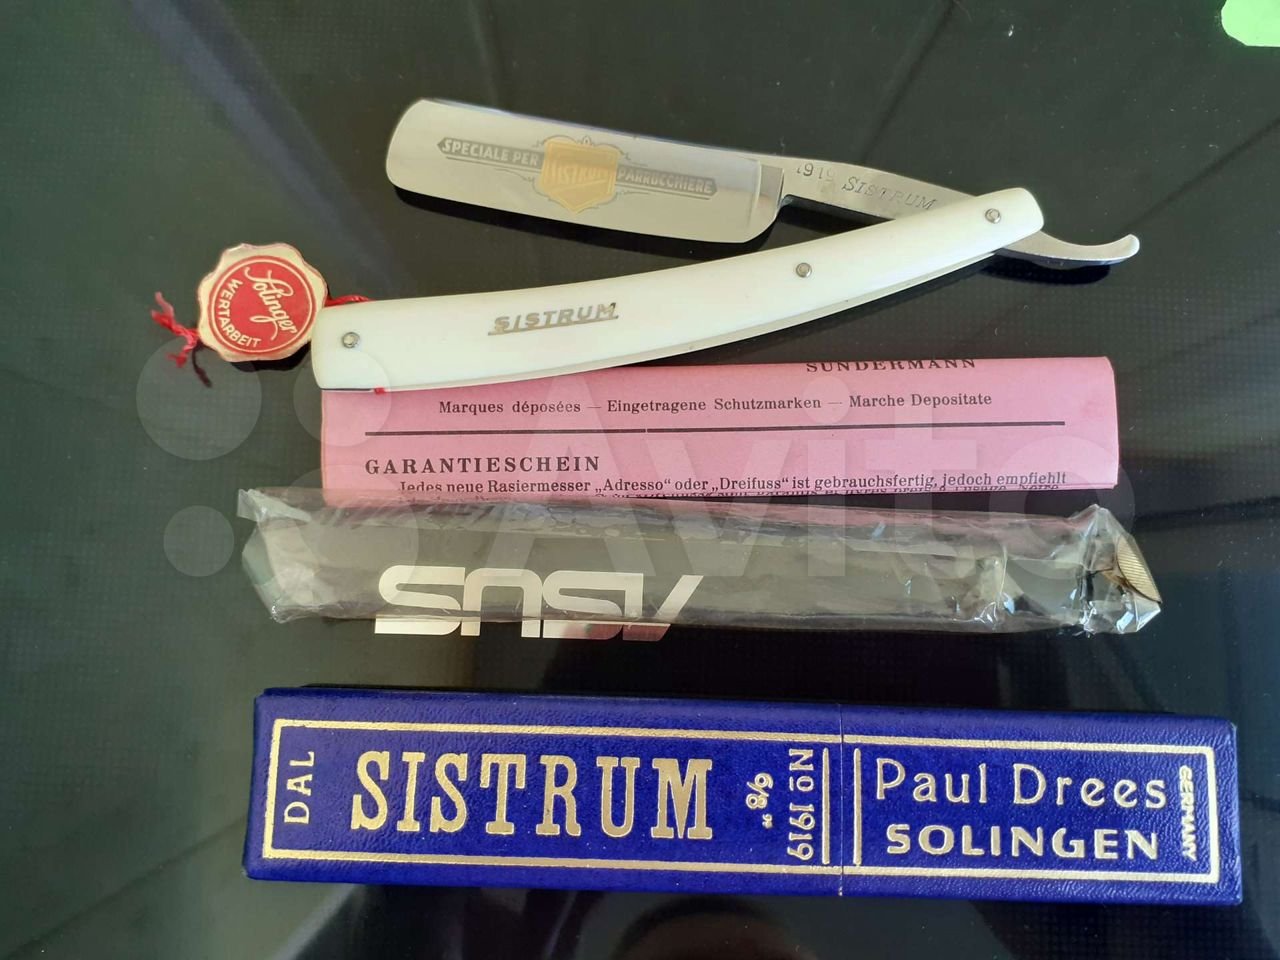 SPECIALE PER SISTRUM PARRUCCHIERE
1919 SISTRUM
Solinger
WERTARBEIT
SISTRUM
SUNDERMANN
Marques déposées — Eingetragene Schutzmarken — Marche Depositate
GARANTIESCHEIN
Jedes neue Rasiermesser „Adresso“ oder „Dreifuss“ ist gebrauchsfertig, jedoch empfiehlt
Avito
ASUS
DAL
SISTRUM
6/8"
No 1919
Paul Drees
SOLINGEN
GERMANY